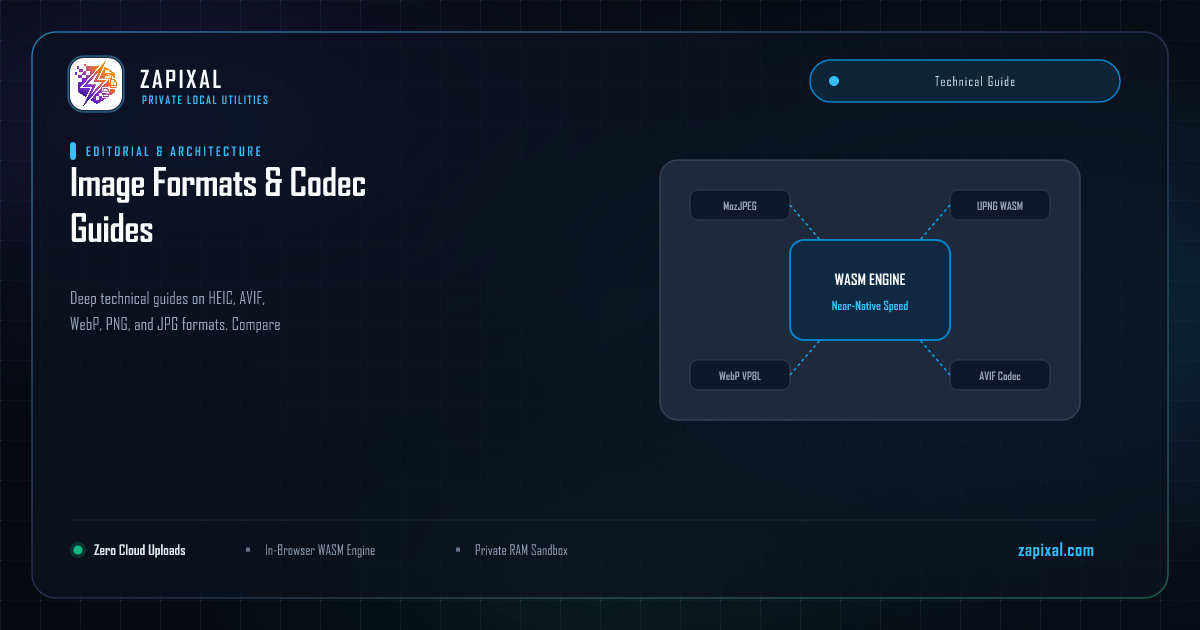 ZAPIXAL
PRIVATE LOCAL UTILITIES
Technical Guide
EDITORIAL & ARCHITECTURE
Image Formats & Codec
Guides
Deep technical guides on HEIC, AVIF,
WebP, PNG, and JPG formats. Compare
MozJPEG
UPNG WASM
WASM ENGINE
Near-Native Speed
WebP VP8L
AVIF Codec
Zero Cloud Uploads
In-Browser WASM Engine
Private RAM Sandbox
zapixal.com